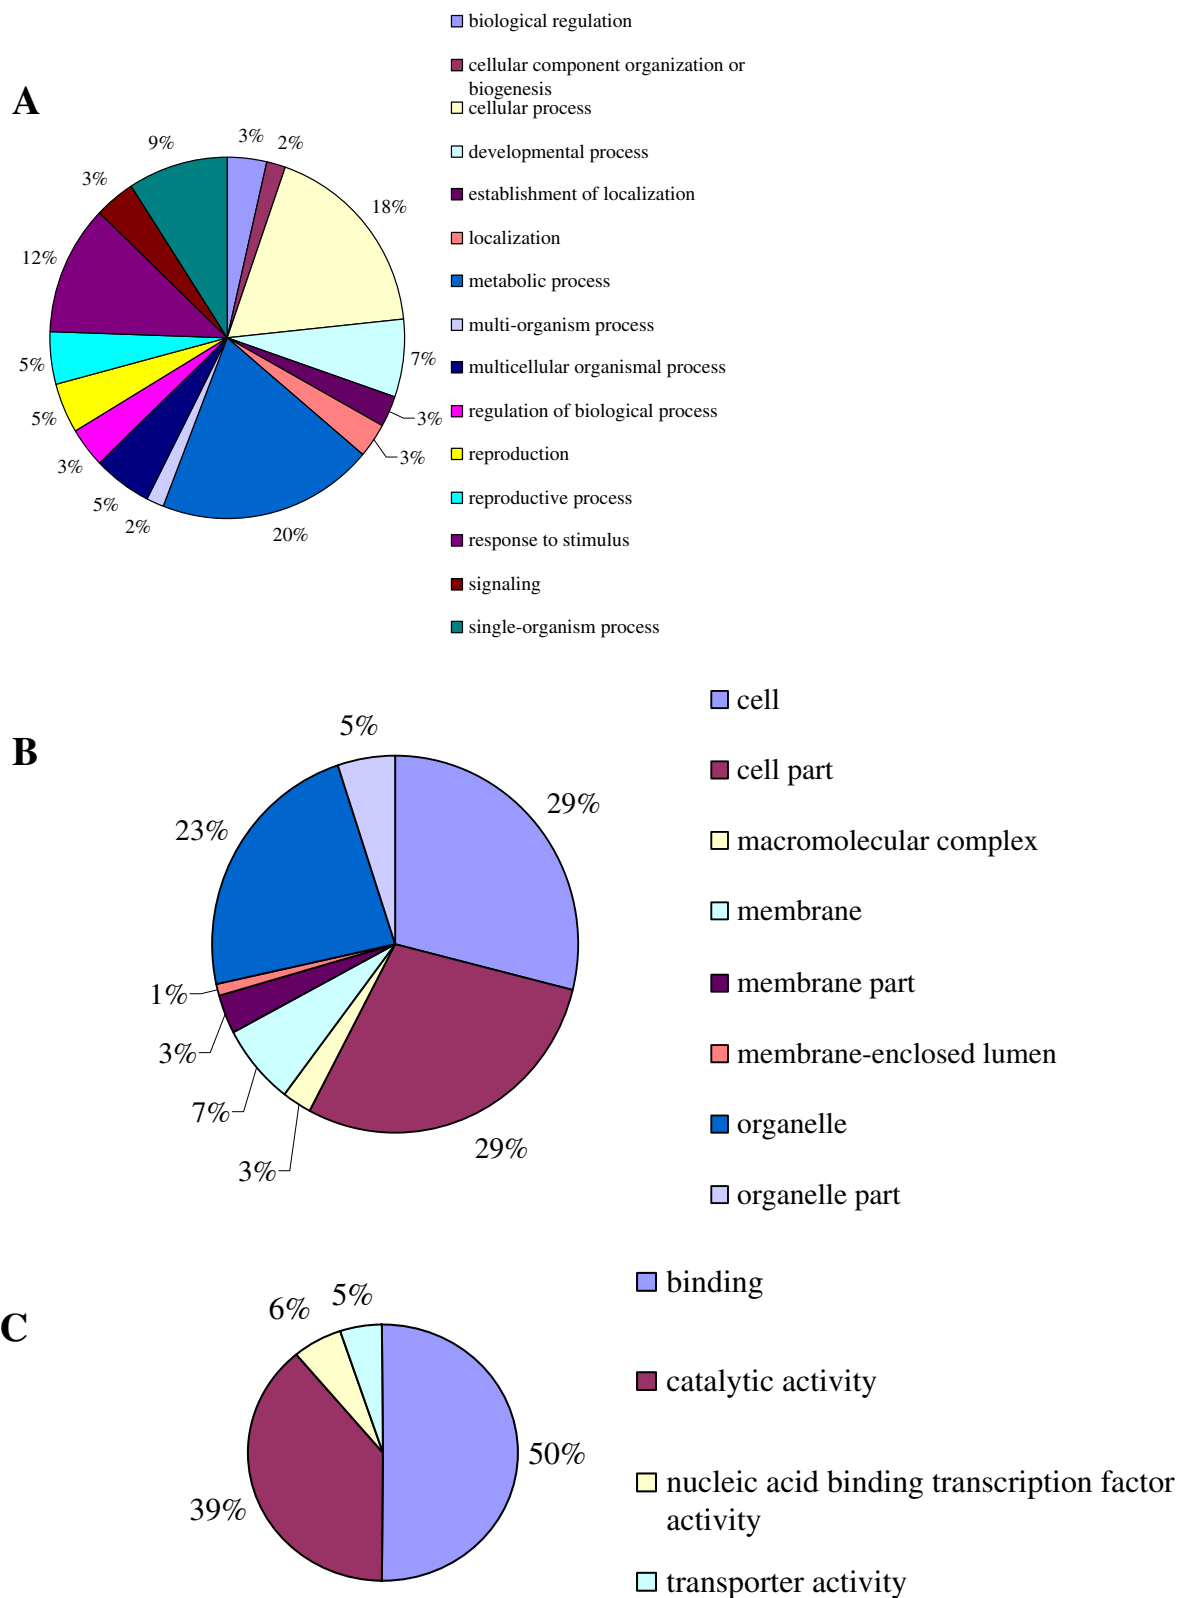 A
3%
2%
18%
7%
3%
3%
20%
2%
5%
3%
5%
5%
12%
3%
9%
biological regulation
cellular component organization or
biogenesis
cellular process
developmental process
establishment of localization
localization
metabolic process
multi-organism process
multicellular organismal process
regulation of biological process
reproduction
reproductive process
response to stimulus
signaling
single-organism process
B
29%
29%
3%
7%
3%
1%
23%
5%
cell
cell part
macromolecular complex
membrane
membrane part
membrane-enclosed lumen
organelle
organelle part
C
50%
39%
6%
5%
binding
catalytic activity
nucleic acid binding transcription factor
activity
transporter activity